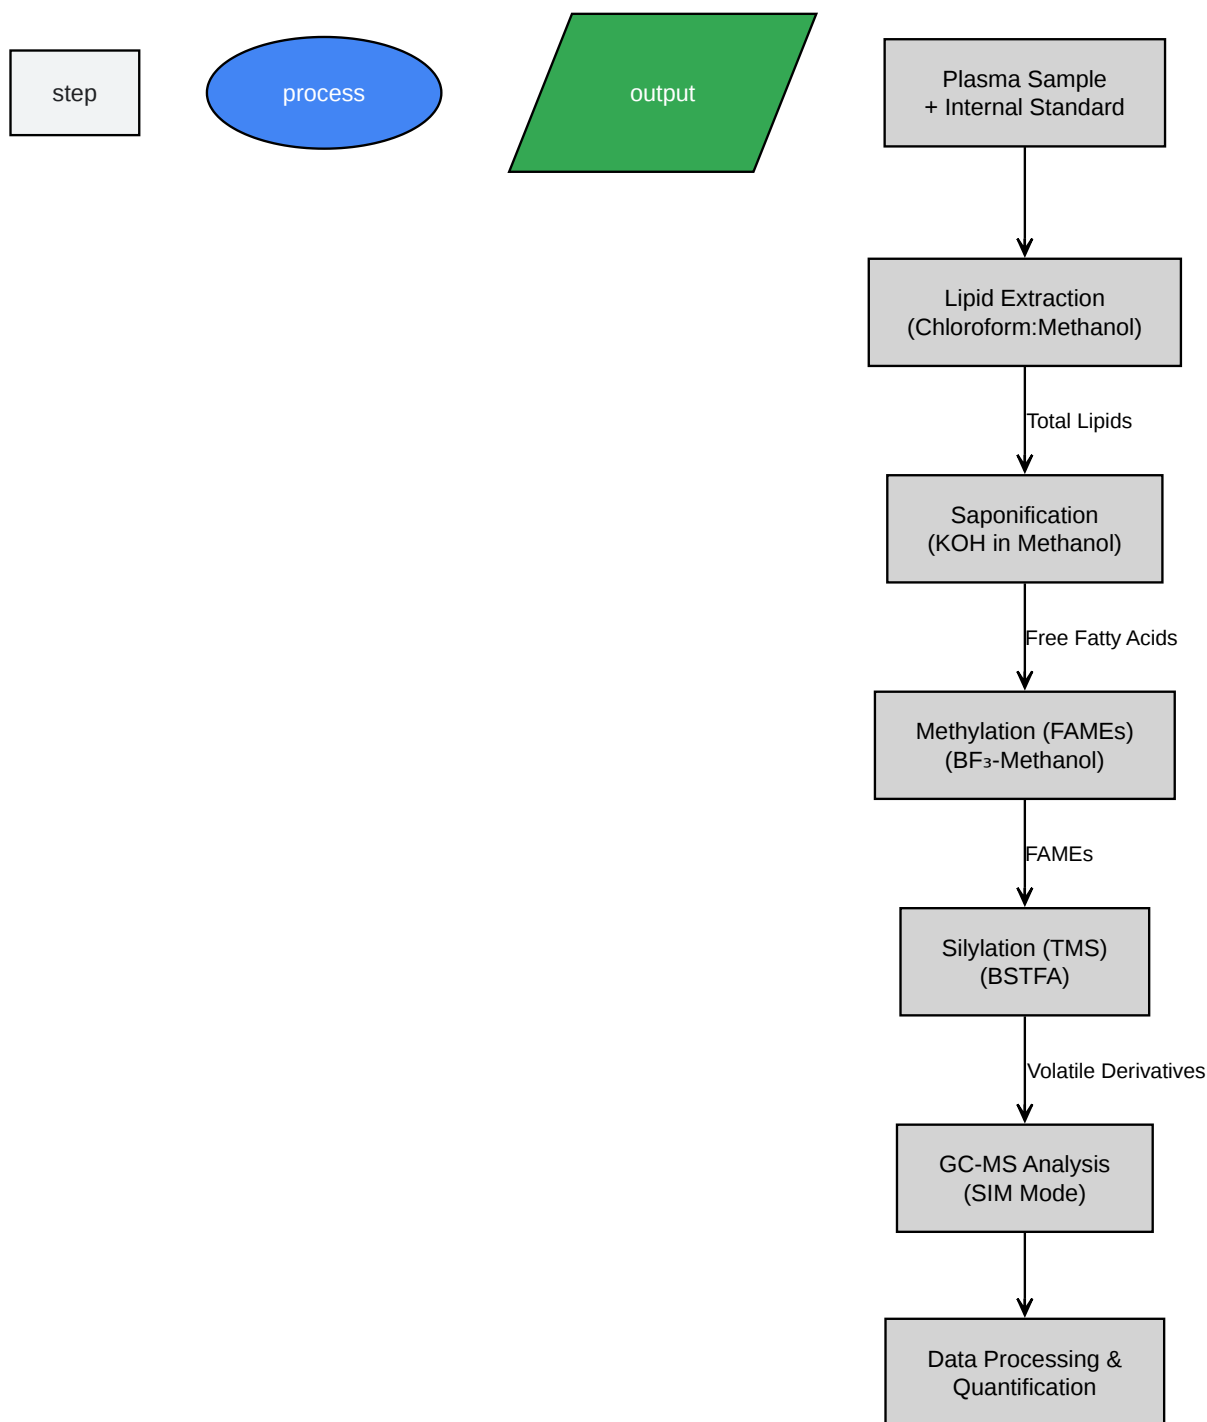 step
process
output
Plasma Sample
+ Internal Standard
Lipid Extraction
(Chloroform:Methanol)
Total Lipids
Saponification
(KOH in Methanol)
Free Fatty Acids
Methylation (FAMEs)
(BF₃-Methanol)
FAMEs
Silylation (TMS)
(BSTFA)
Volatile Derivatives
GC-MS Analysis
(SIM Mode)
Data Processing &
Quantification